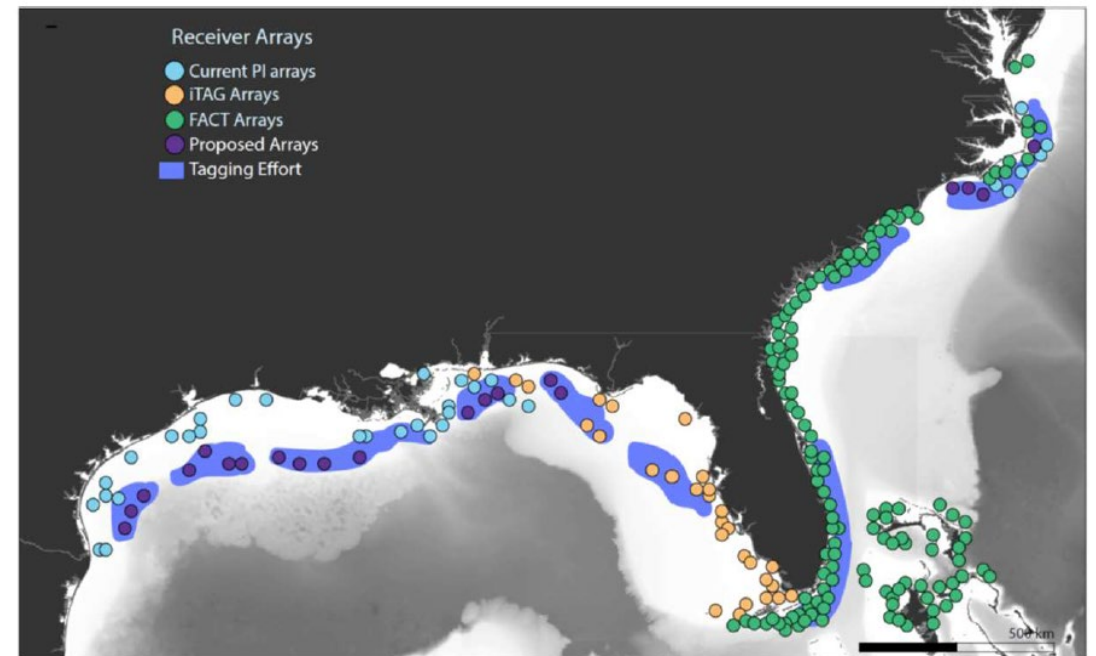 Receiver Arrays
Current PI arrays
iTAG Arrays
FACT Arrays
Proposed Arrays
Tagging Effort
500 km